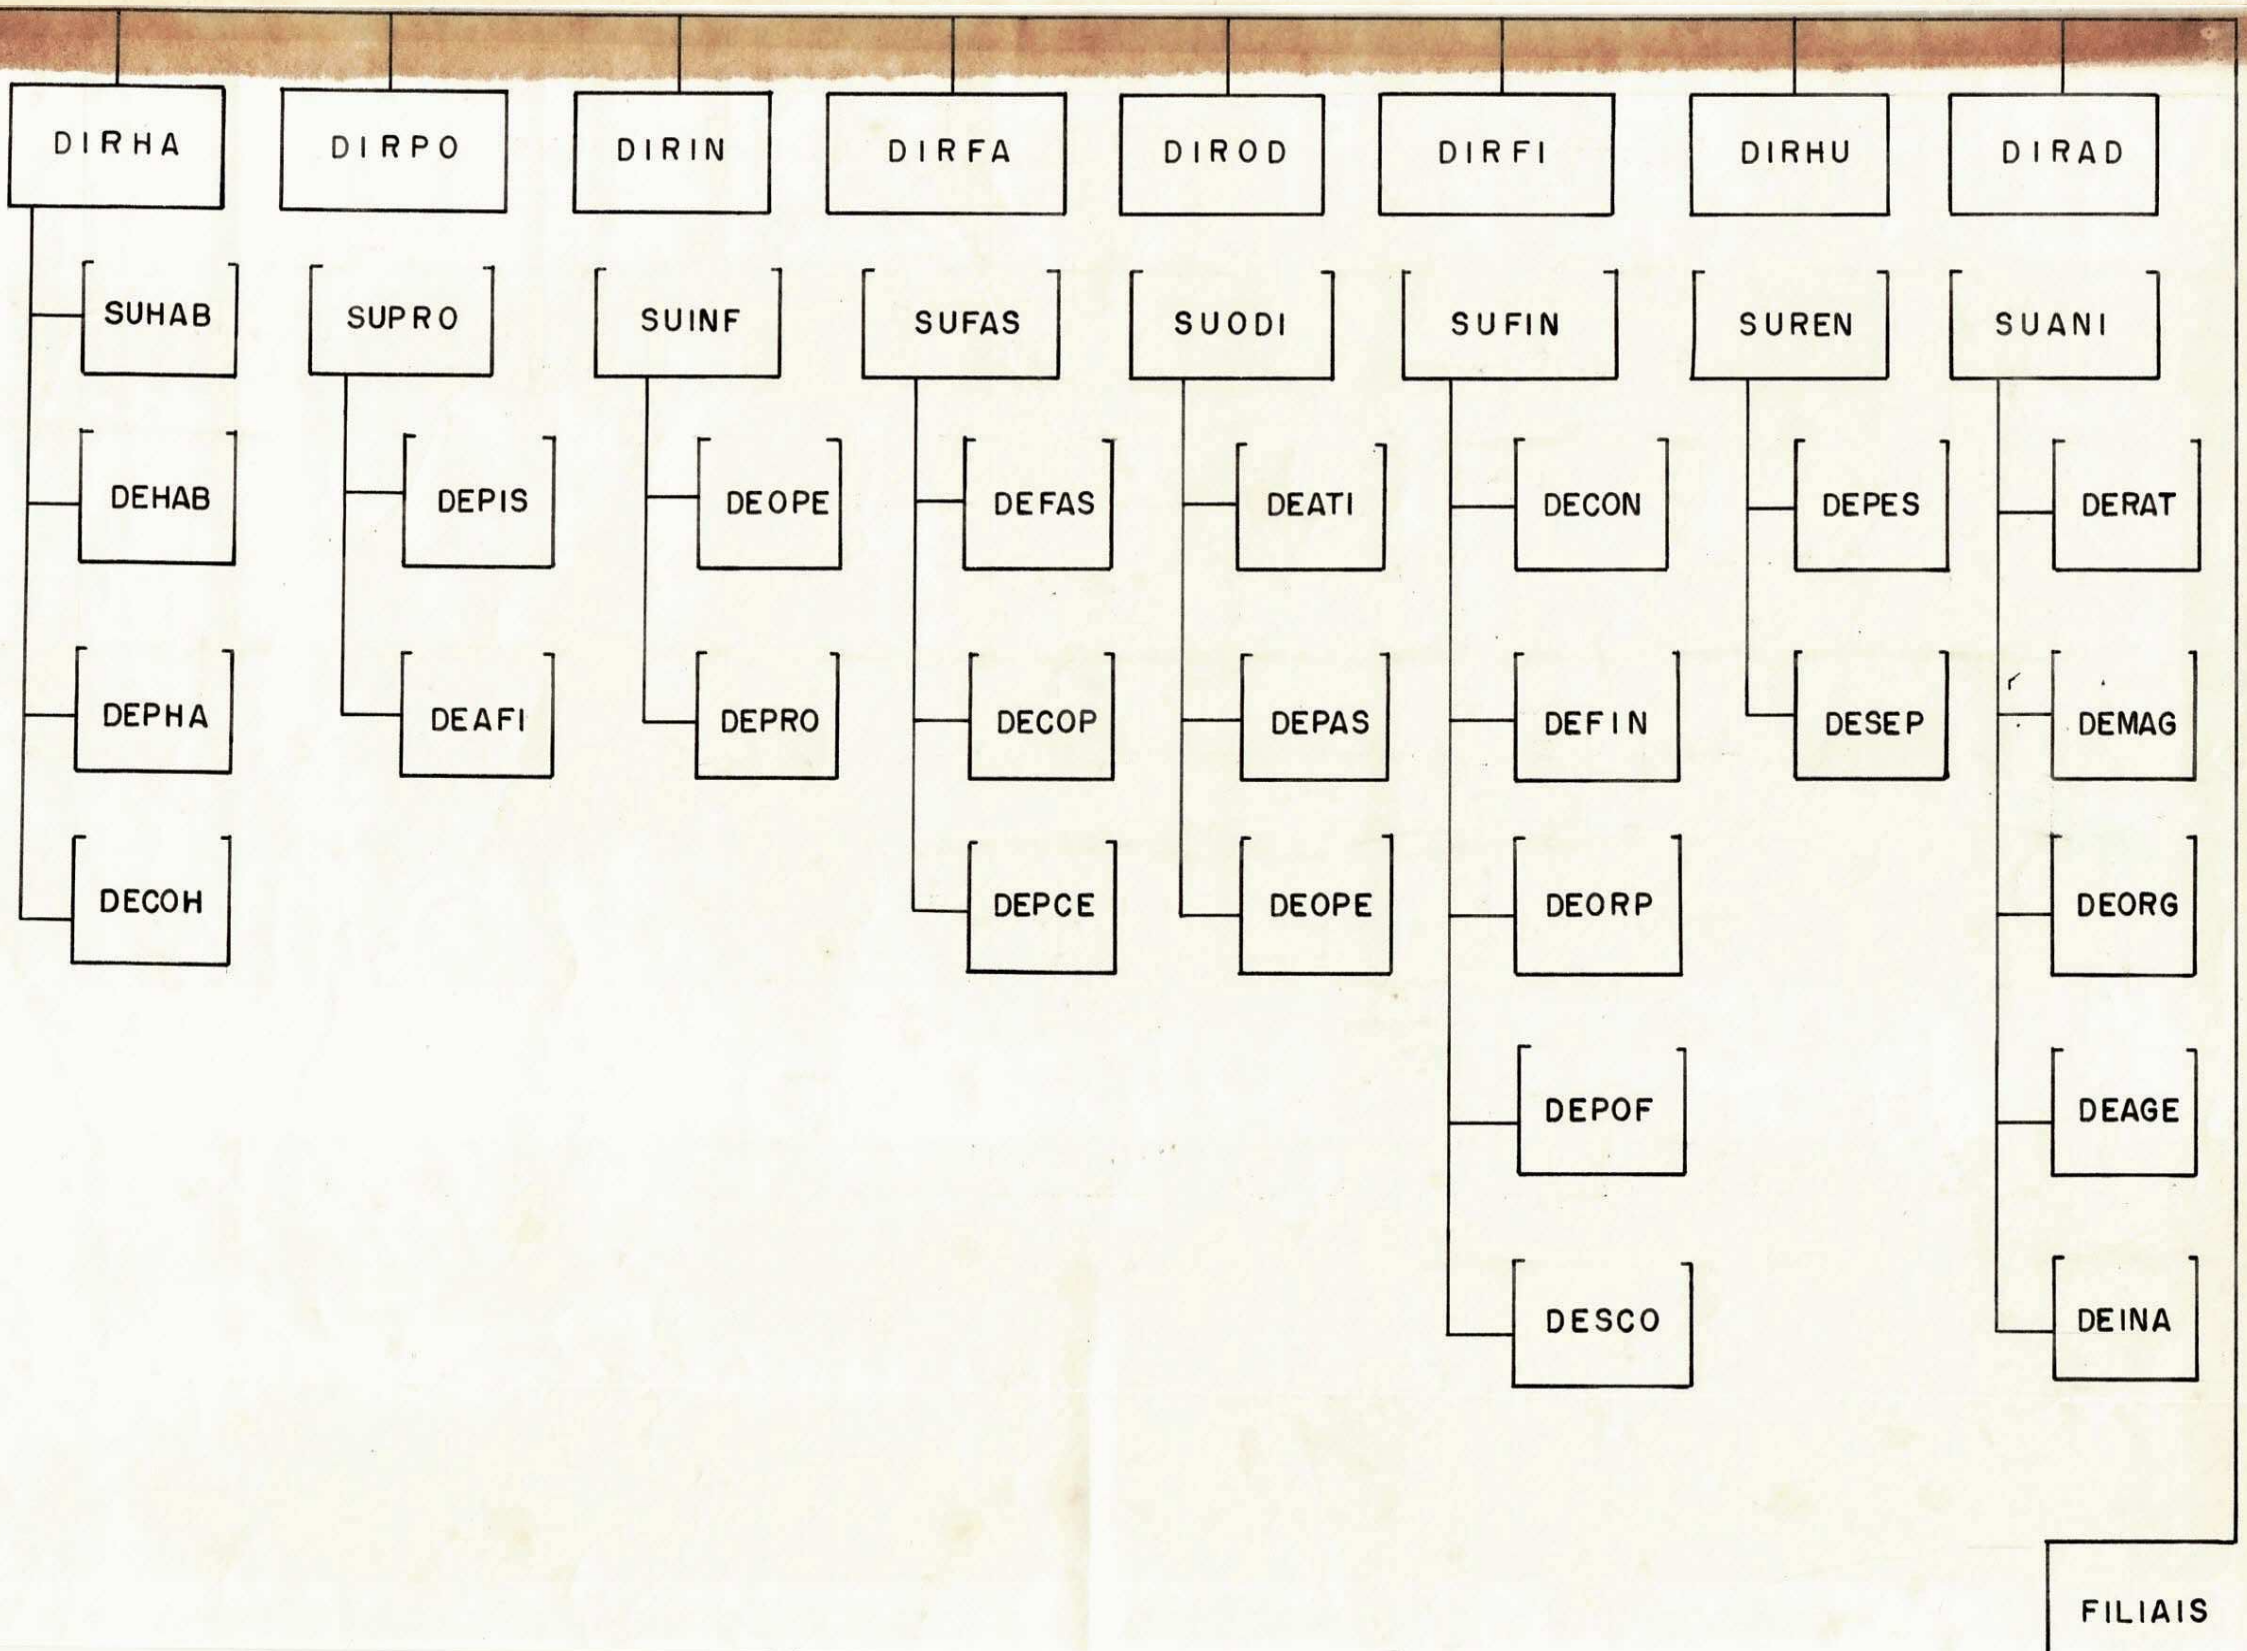 DIRHA
DIRPO
DIRIN
DIRFA
DIROD
DIRFI
DIRHU
DIRAD
SUHAB
SUPRO
SUINF
SUFAS
SUODI
SUFIN
SUREN
SUANI
DEHAB
DEPIS
DEOPE
DEFAS
DEATI
DECON
DEPES
DERAT
DEPHA
DEAFI
DEPRO
DECOP
DEPAS
DEFIN
DESEP
DEMAG
DECOH
DEPCE
DEOPE
DEORP
DEORG
DEPOF
DEAGE
DESCO
DEINA
FILIAIS